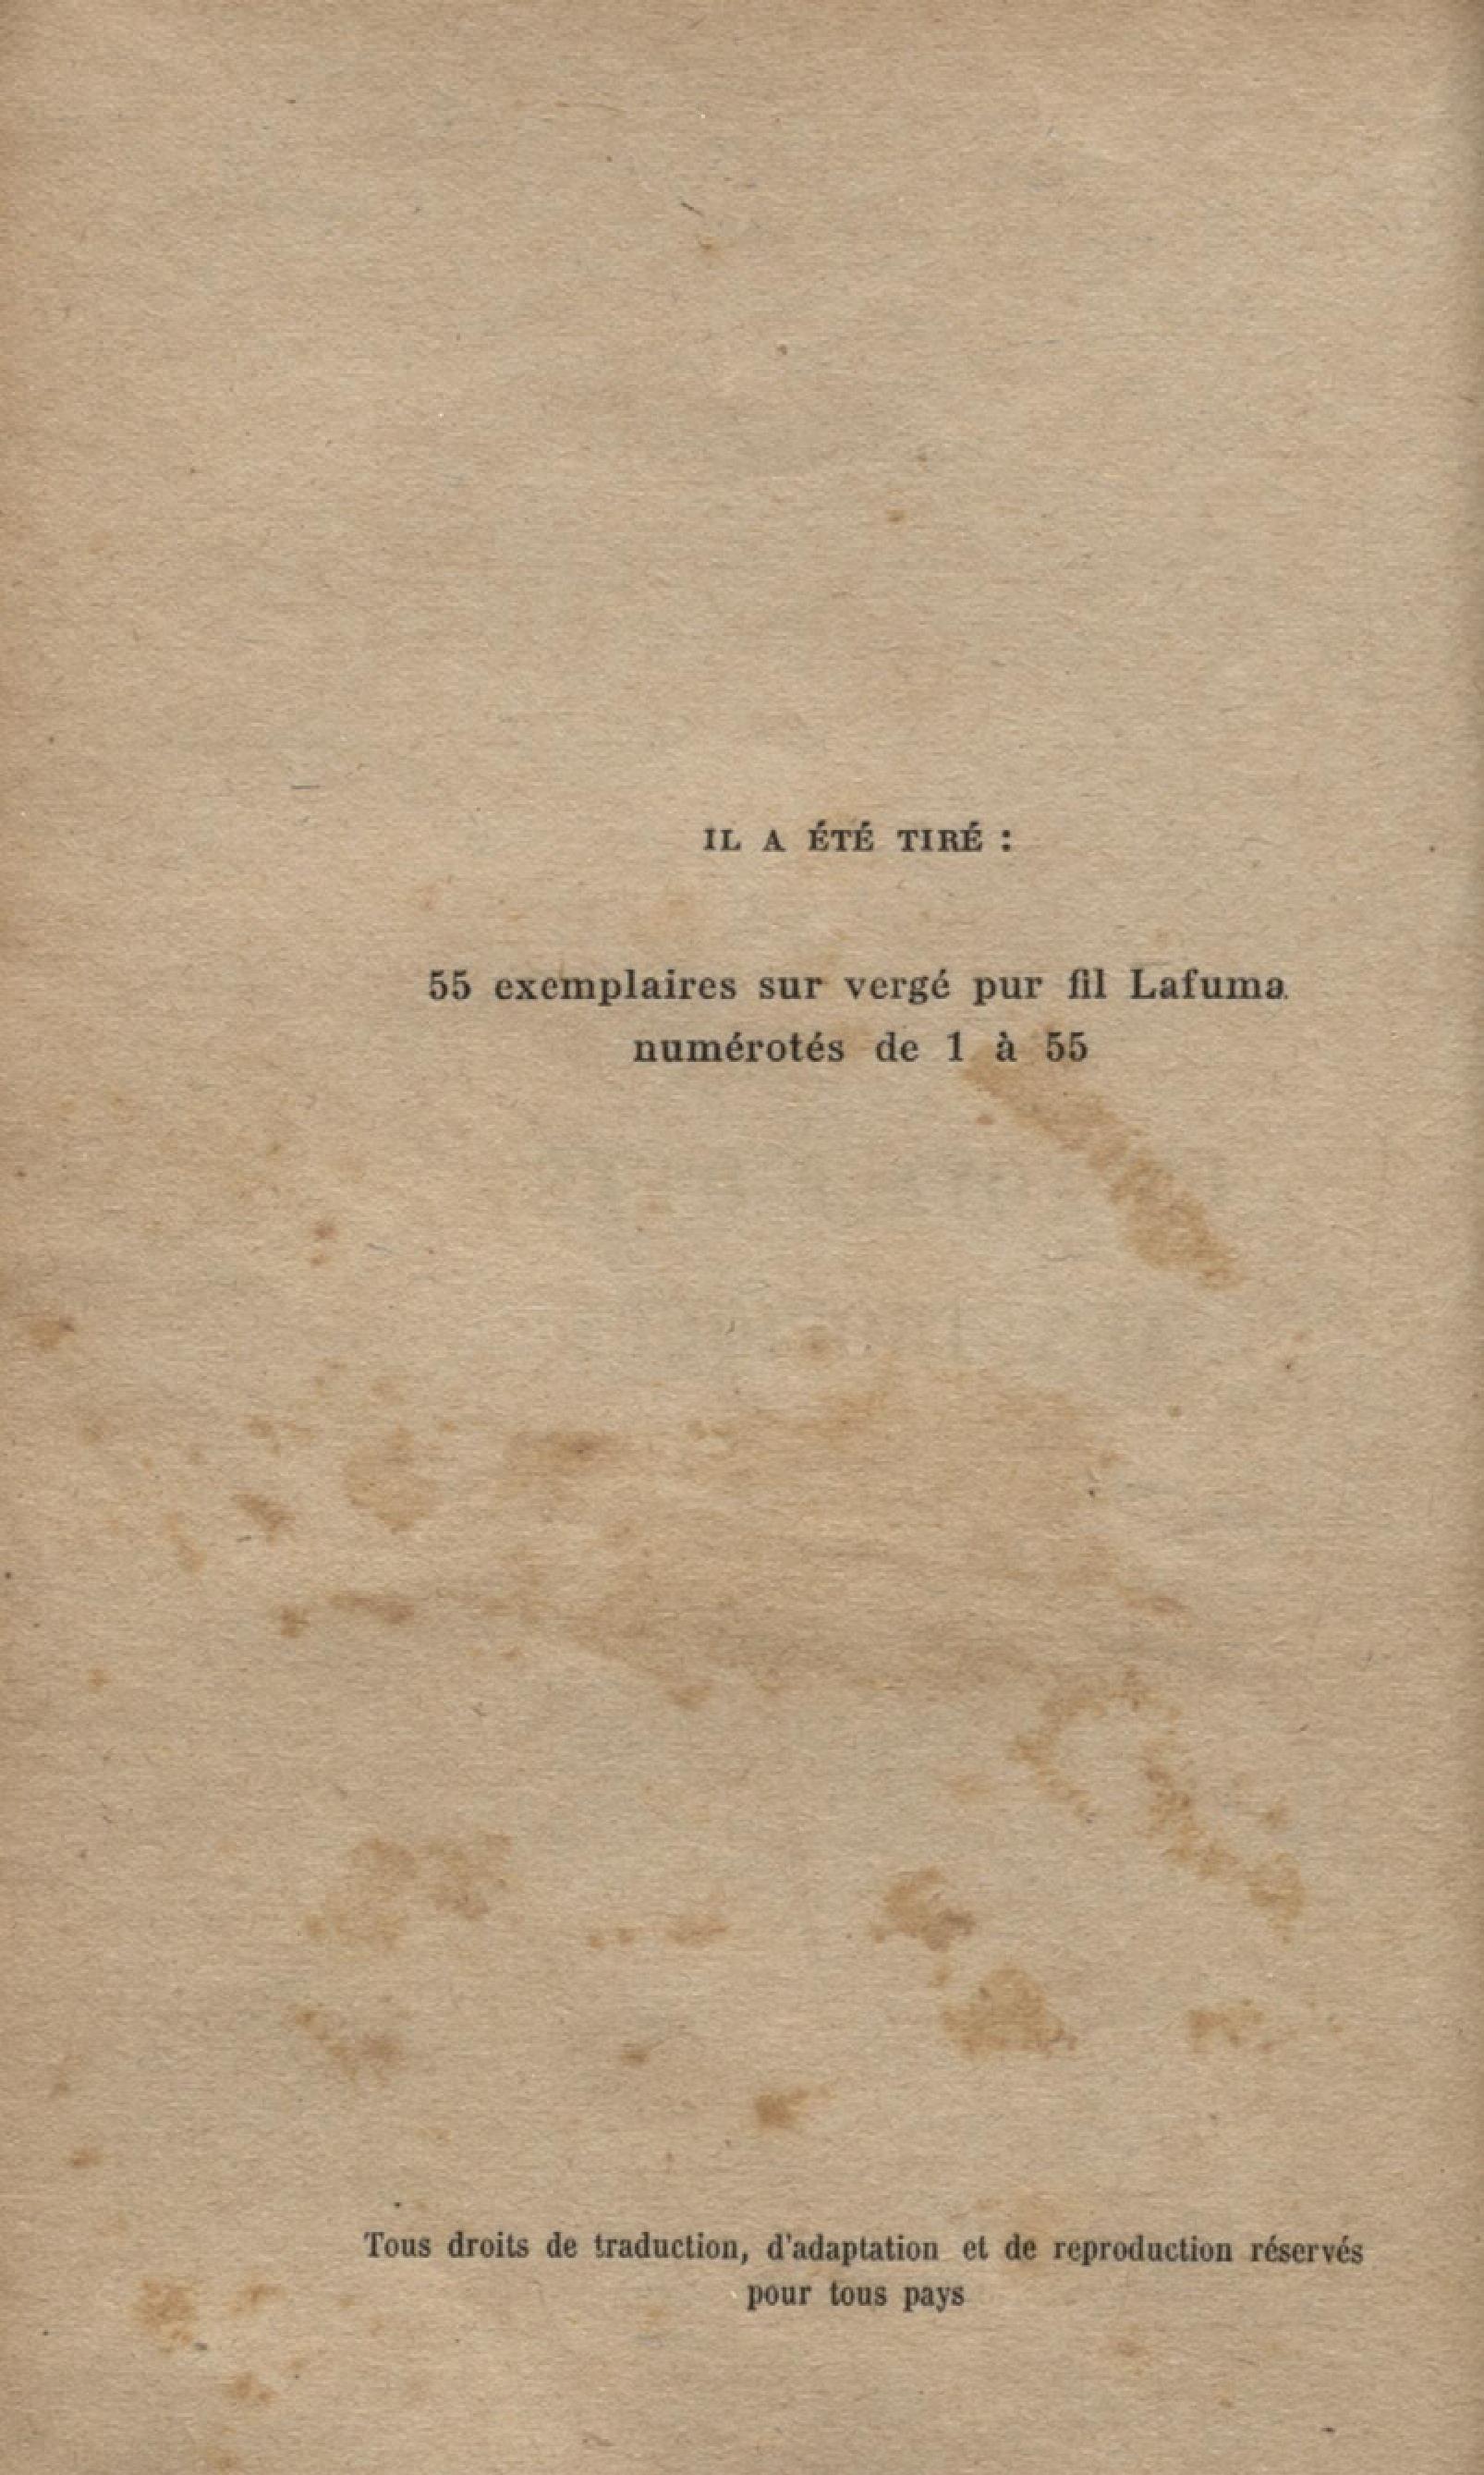 IL A ÉTÉ TIRÉ :
55 exemplaires sur vergé pur fil Lafuma.
numérotés de 1 à 55
Tous droits de traduction, d'adaptation et de reproduction réservés
pour tous pays